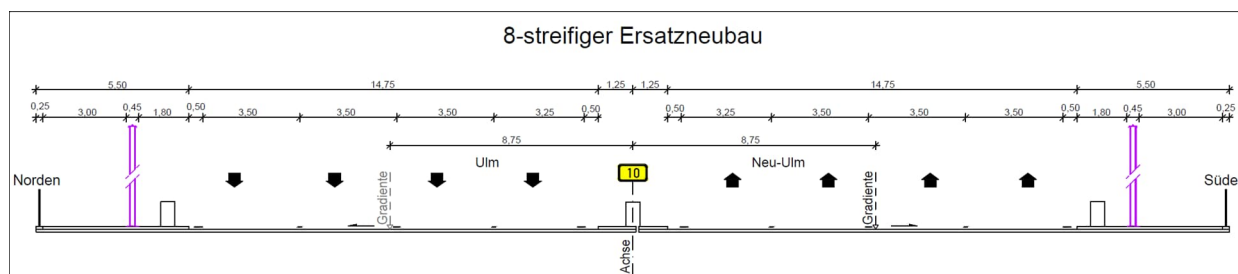 8-streifiger Ersatzneubau
5,50 14,75 1,25 1,25 14,75 5,50
0,25 3,00 0,45 1,80 0,50 3,50 3,50 3,50 3,25 0,50 0,50 3,25 3,50 3,50 3,50 0,50 1,80 0,45 3,00 0,25
8,75 8,75
Ulm Neu-Ulm
Norden 10 Süde
Gradiente Gradiente
Achse